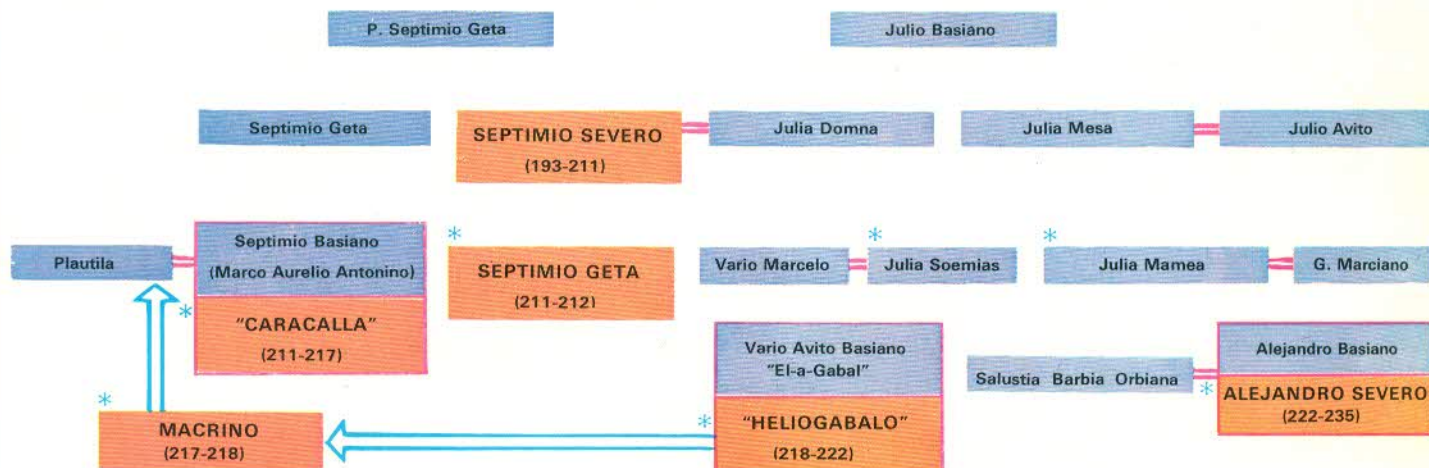 P. Septimio Geta
Julio Basiano
Septimio Geta
SEPTIMIO SEVERO
(193-211)
Julia Domna
Julia Mesa
Julio Avito
Plautila
Septimio Basiano
(Marco Aurelio Antonino)
"CARACALLA"
(211-217)
*
*
SEPTIMIO GETA
(211-212)
Vario Marcelo
*
Julia Soemias
*
Julia Mamea
G. Marciano
*
MACRINO
(217-218)
Vario Avito Basiano
"El-a-Gabal"
*
"HELIOGABALO"
(218-222)
Salustia Barbia Orbiana
Alejandro Basiano
*
ALEJANDRO SEVERO
(222-235)